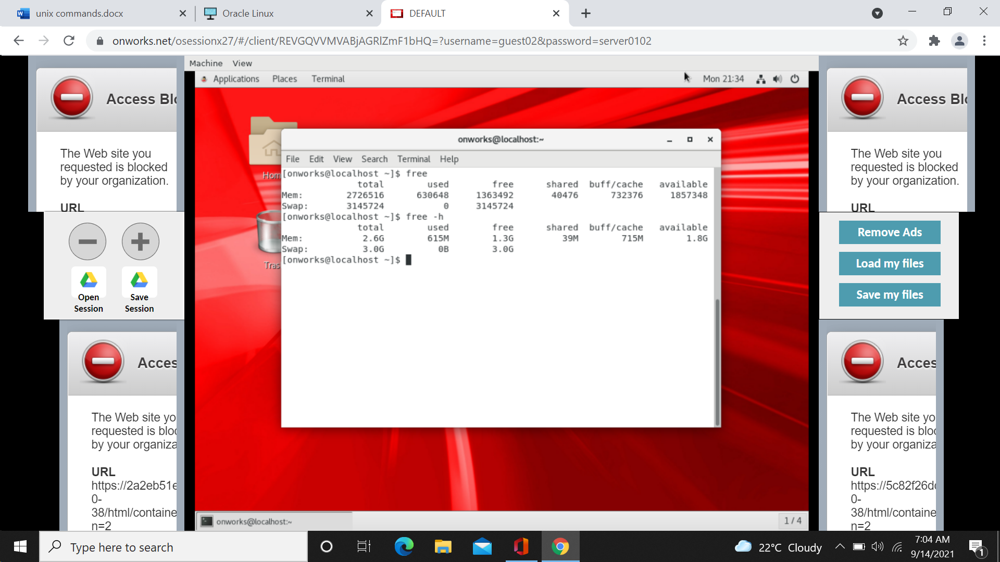 unix commands.docx
Oracle Linux
DEFAULT
onworks.net/osessionx27/#/client/REVGQVVMVABjAGRlZmF1bHQ=?username=guest02&password=server0102
Machine View
Applications Places Terminal Mon 21:34
Access Blo
The Web site you
requested is blocked
by your organization.
URL
Open Session
Save Session
Acces
The Web site yo
requested is bloc
by your organiza
URL
https://2a2eb51e
0-
38/html/containe
n=2
Home
Tras
onworks@localhost:~
File Edit View Search Terminal Help
[onworks@localhost ~]$ free
total used free shared buff/cache available
Mem: 2726516 630648 1363492 40476 732376 1857348
Swap: 3145724 0 3145724
[onworks@localhost ~]$ free -h
total used free shared buff/cache available
Mem: 2.6G 615M 1.3G 39M 715M 1.8G
Swap: 3.0G 0B 3.0G
[onworks@localhost ~]$
onworks@localhost:~
1 / 4
Access Blo
The Web site you
requested is blocked
by your organization.
URL
Remove Ads
Load my files
Save my files
Acces
The Web site yo
requested is bloc
by your organiza
URL
https://5c82f26dc
0-
38/html/containe
n=2
Type here to search
22°C Cloudy
7:04 AM
9/14/2021
1